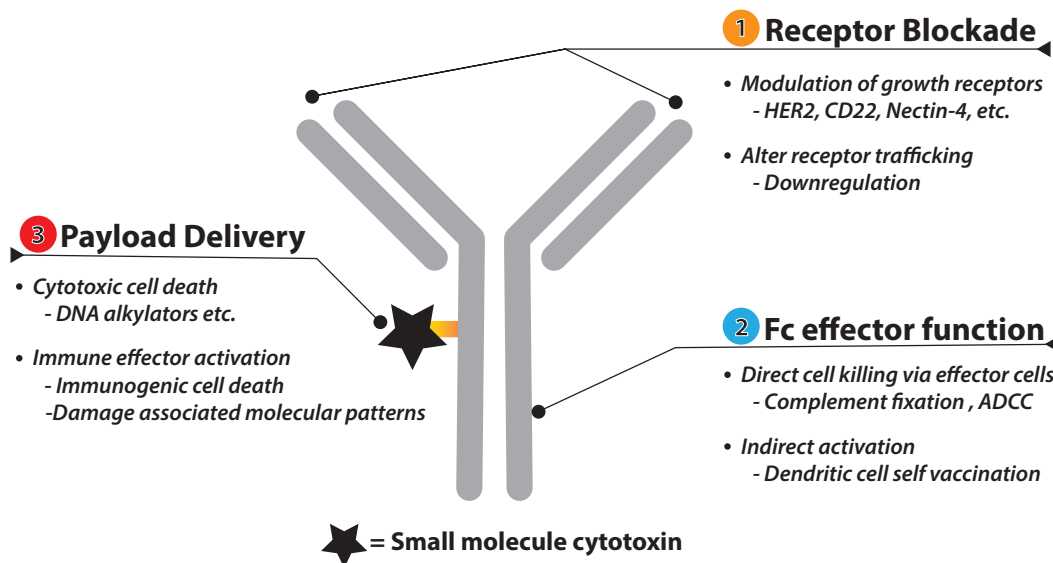 1 Receptor Blockade
• Modulation of growth receptors
- HER2, CD22, Nectin-4, etc.
• Alter receptor trafficking
- Downregulation
3 Payload Delivery
• Cytotoxic cell death
- DNA alkylators etc.
• Immune effector activation
- Immunogenic cell death
-Damage associated molecular patterns
2 Fc effector function
• Direct cell killing via effector cells
- Complement fixation , ADCC
• Indirect activation
- Dendritic cell self vaccination
= Small molecule cytotoxin